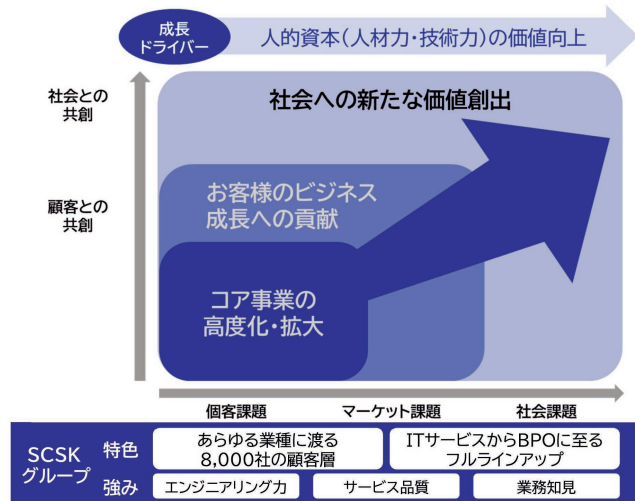 成長
ドライバー
人的資本(人材力・技術力)の価値向上
社会との
共創
社会への新たな価値創出
顧客との
共創
お客様のビジネス
成長への貢献
コア事業の
高度化・拡大
個客課題
マーケット課題
社会課題
SCSK
グループ
特色
あらゆる業種に渡る
8,000社の顧客層
ITサービスからBPOに至る
フルラインアップ
強み
エンジニアリング力
サービス品質
業務知見